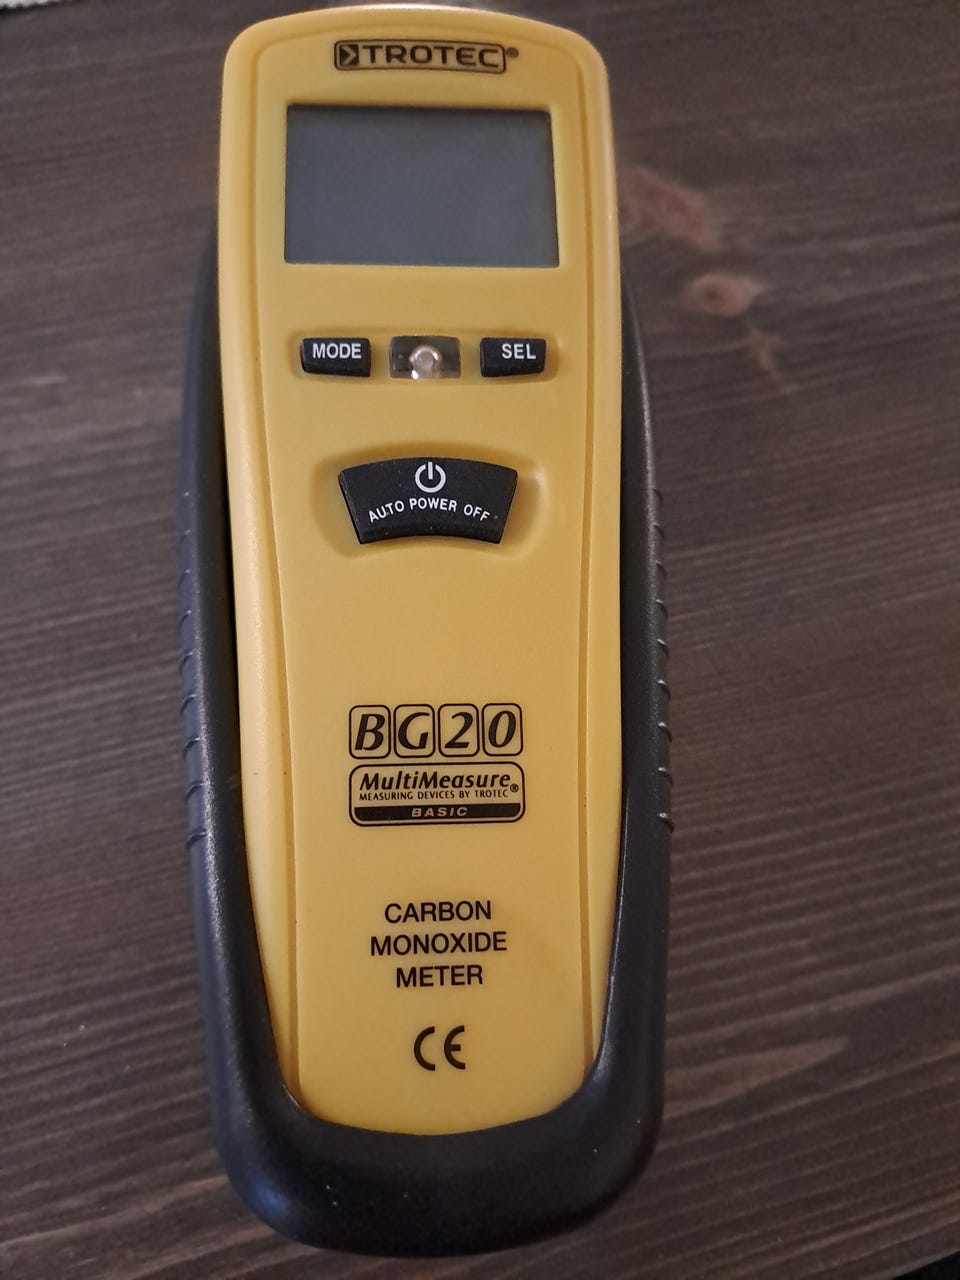 TROTEC®
MODE
SEL
AUTO POWER OFF
BG20
MultiMeasure®
MEASURING DEVICES BY TROTEC
BASIC
CARBON
MONOXIDE
METER
CE